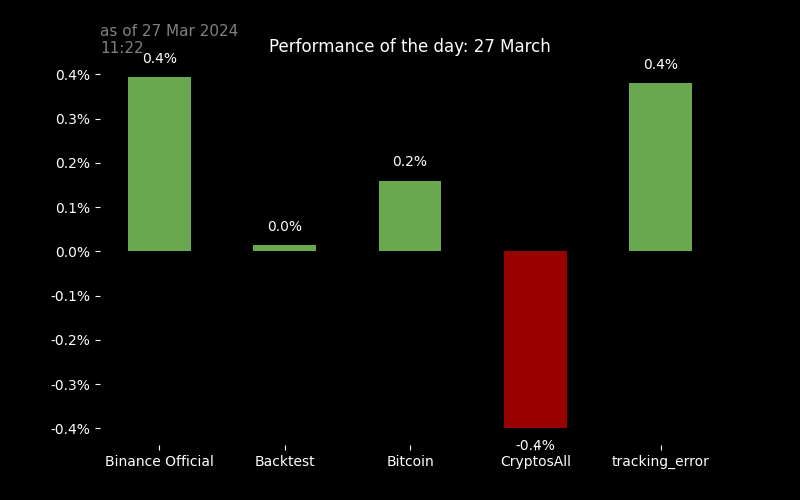 as of 27 Mar 2024
11:22
Performance of the day: 27 March
0.4%
0.3%
0.2%
0.1%
0.0%
-0.1%
-0.2%
-0.3%
-0.4%
0.4%
0.0%
0.2%
-0.4%
0.4%
Binance Official
Backtest
Bitcoin
CryptosAll
tracking_error